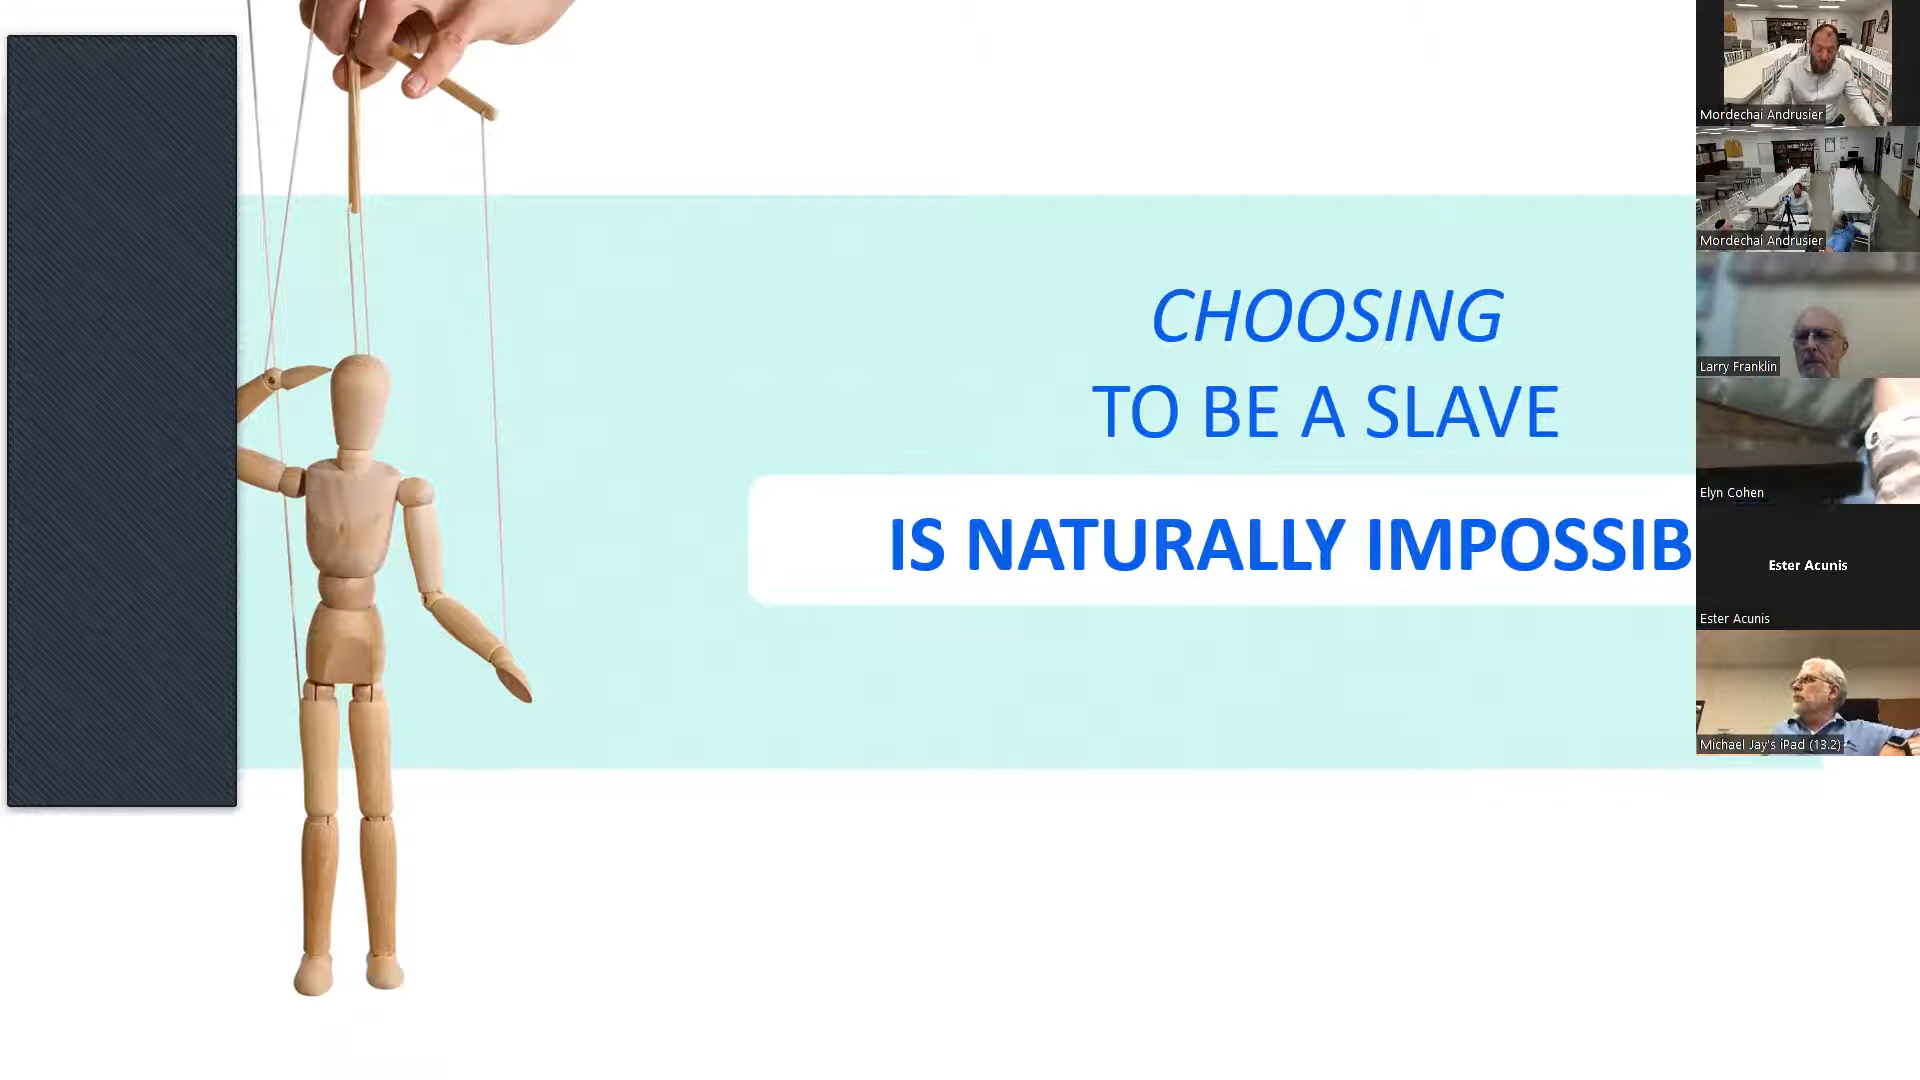 CHOOSING
TO BE A SLAVE
IS NATURALLY IMPOSSIB
Mordechai Andrusier
Mordechai Andrusier
Larry Franklin
Elyn Cohen
Ester Acunis
Ester Acunis
Michael Jay's iPad (13.2)